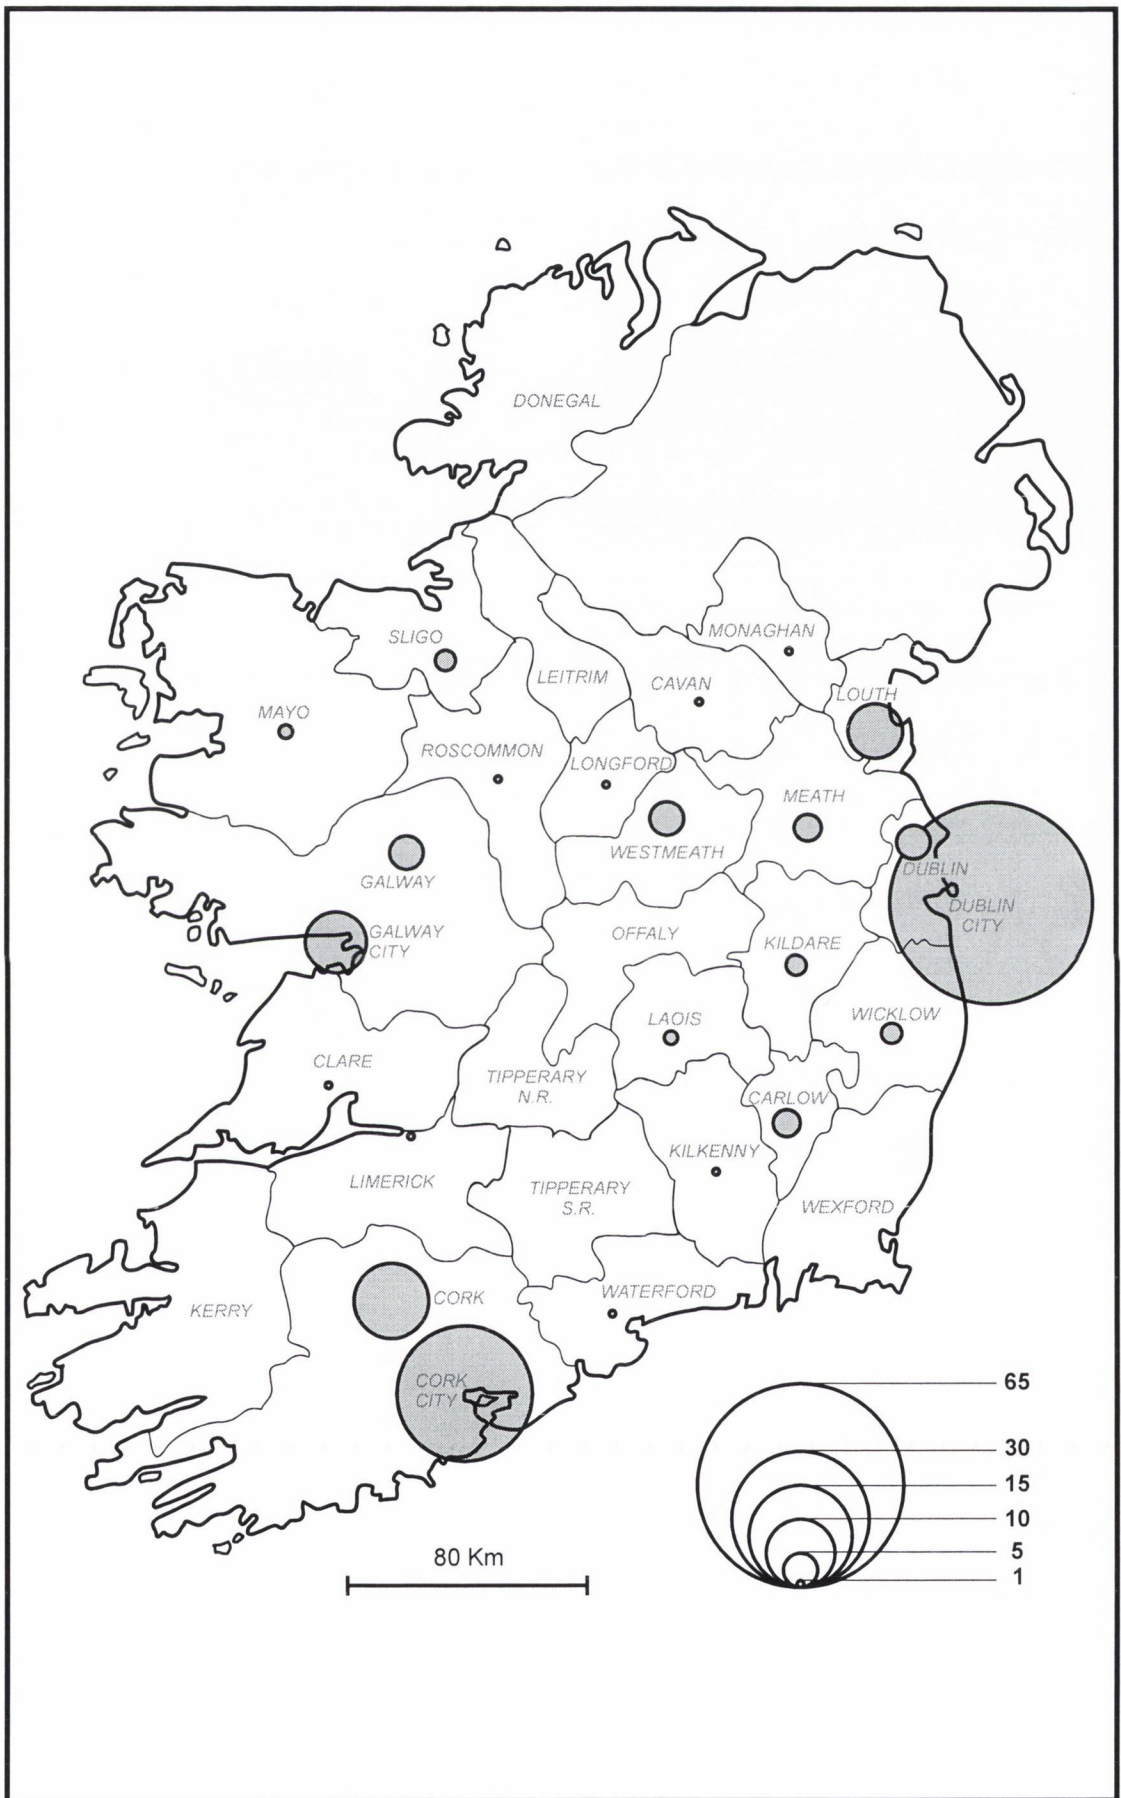 DONEGAL
MONAGHAN
SLIGO
LEITRIM
CAVAN
LOUTH
MAYO
ROSCOMMON
LONGFORD
MEATH
WESTMEATH
DUBLIN
GALWAY
DUBLIN
CITY
GALWAY
CITY
OFFALY
KILDARE
LAOIS
WICKLOW
CLARE
TIPPERARY
N.R.
CARLOW
KILKENNY
LIMERICK
TIPPERARY
S.R.
WEXFORD
WATERFORD
CORK
KERRY
CORK
CITY
65
30
15
10
5
1
80 Km